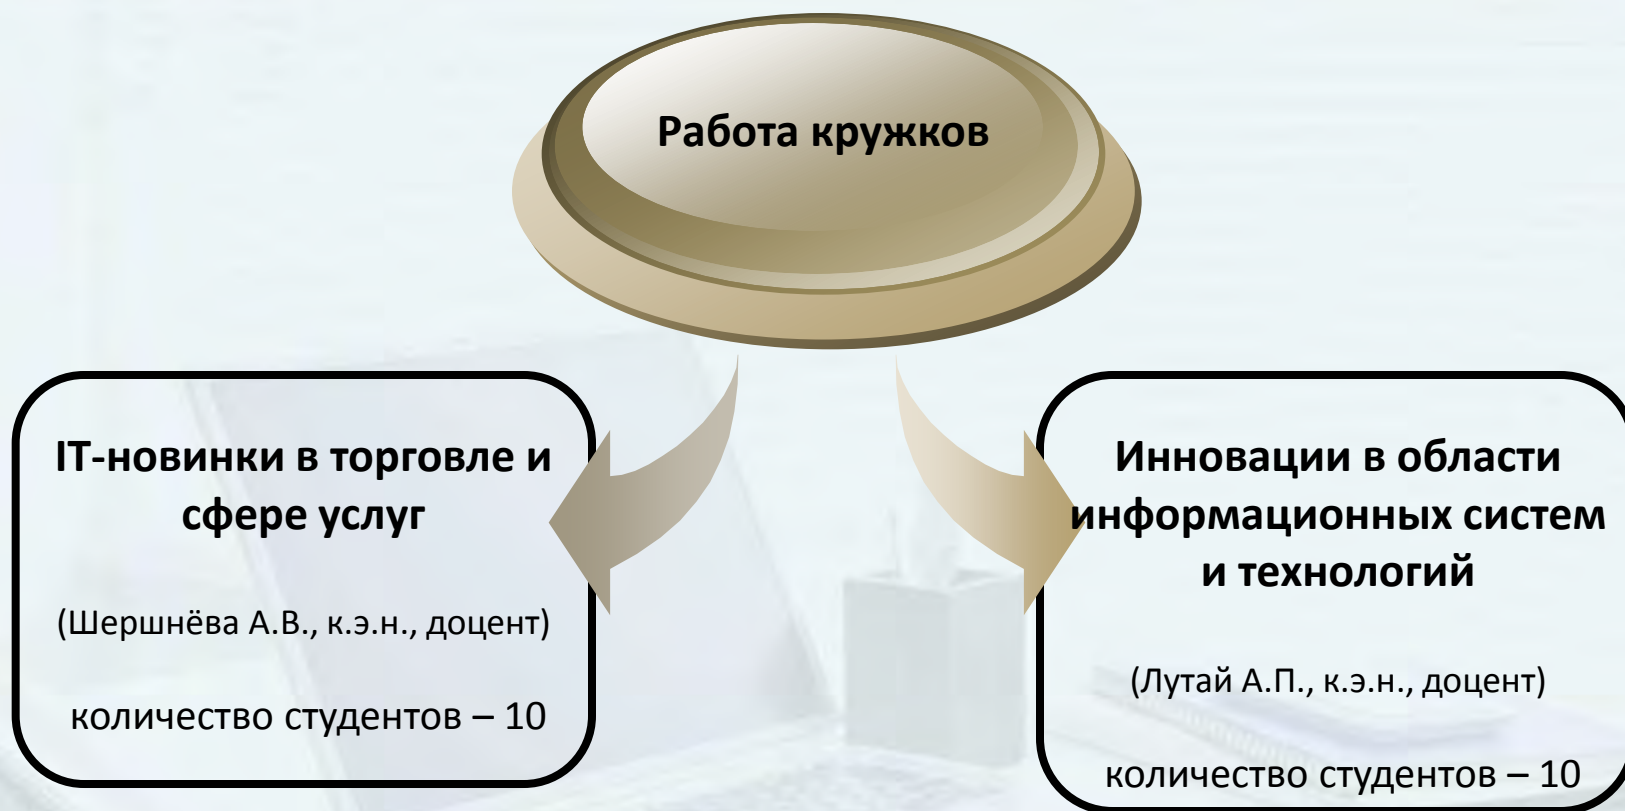 Работа кружков
IT-новинки в торговле и
сфере услуг
(Шершнёва А.В., к.э.н., доцент)
количество студентов – 10
Инновации в области
информационных систем
и технологий
(Лутай А.П., к.э.н., доцент)
количество студентов – 10